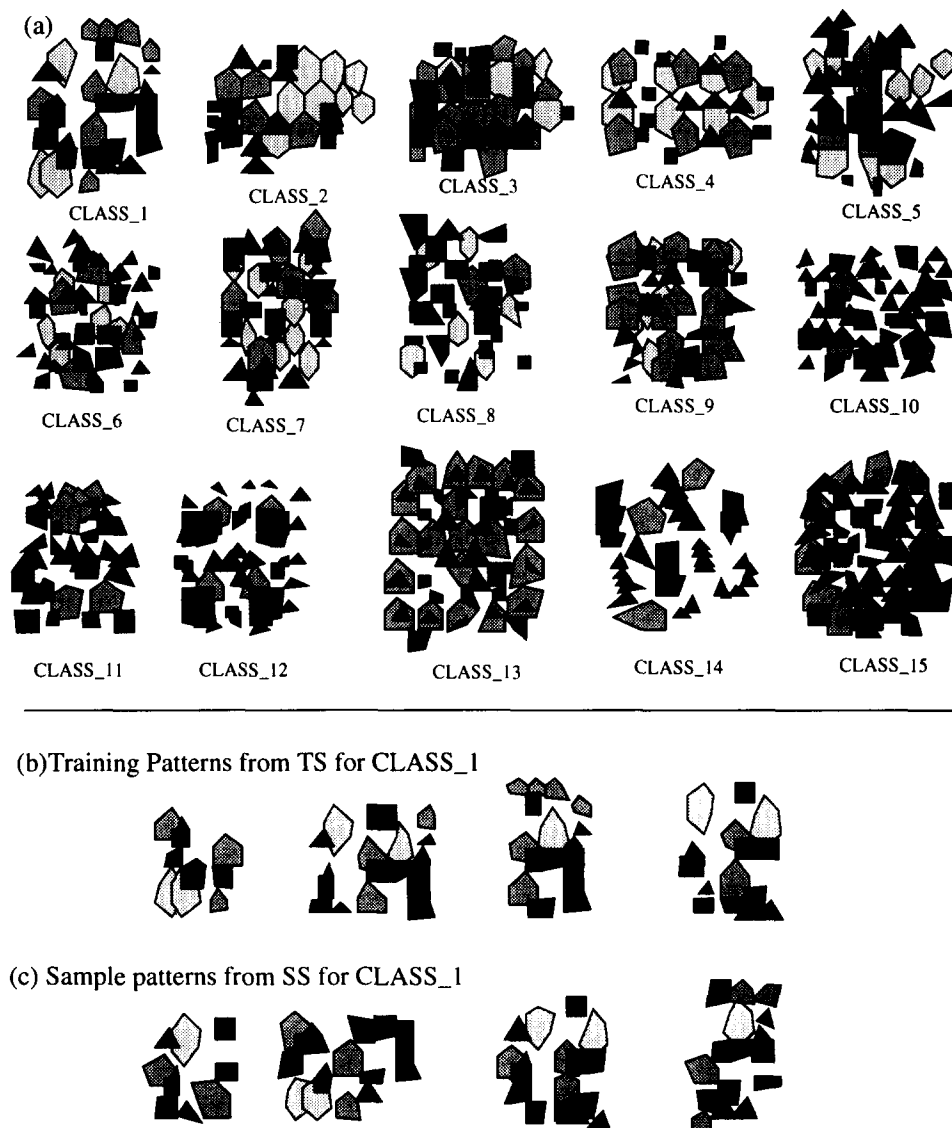 (a)
CLASS_1
CLASS_2
CLASS_3
CLASS_4
CLASS_5
CLASS_6
CLASS_7
CLASS_8
CLASS_9
CLASS_10
CLASS_11
CLASS_12
CLASS_13
CLASS_14
CLASS_15
(b)Training Patterns from TS for CLASS_1
(c) Sample patterns from SS for CLASS_1